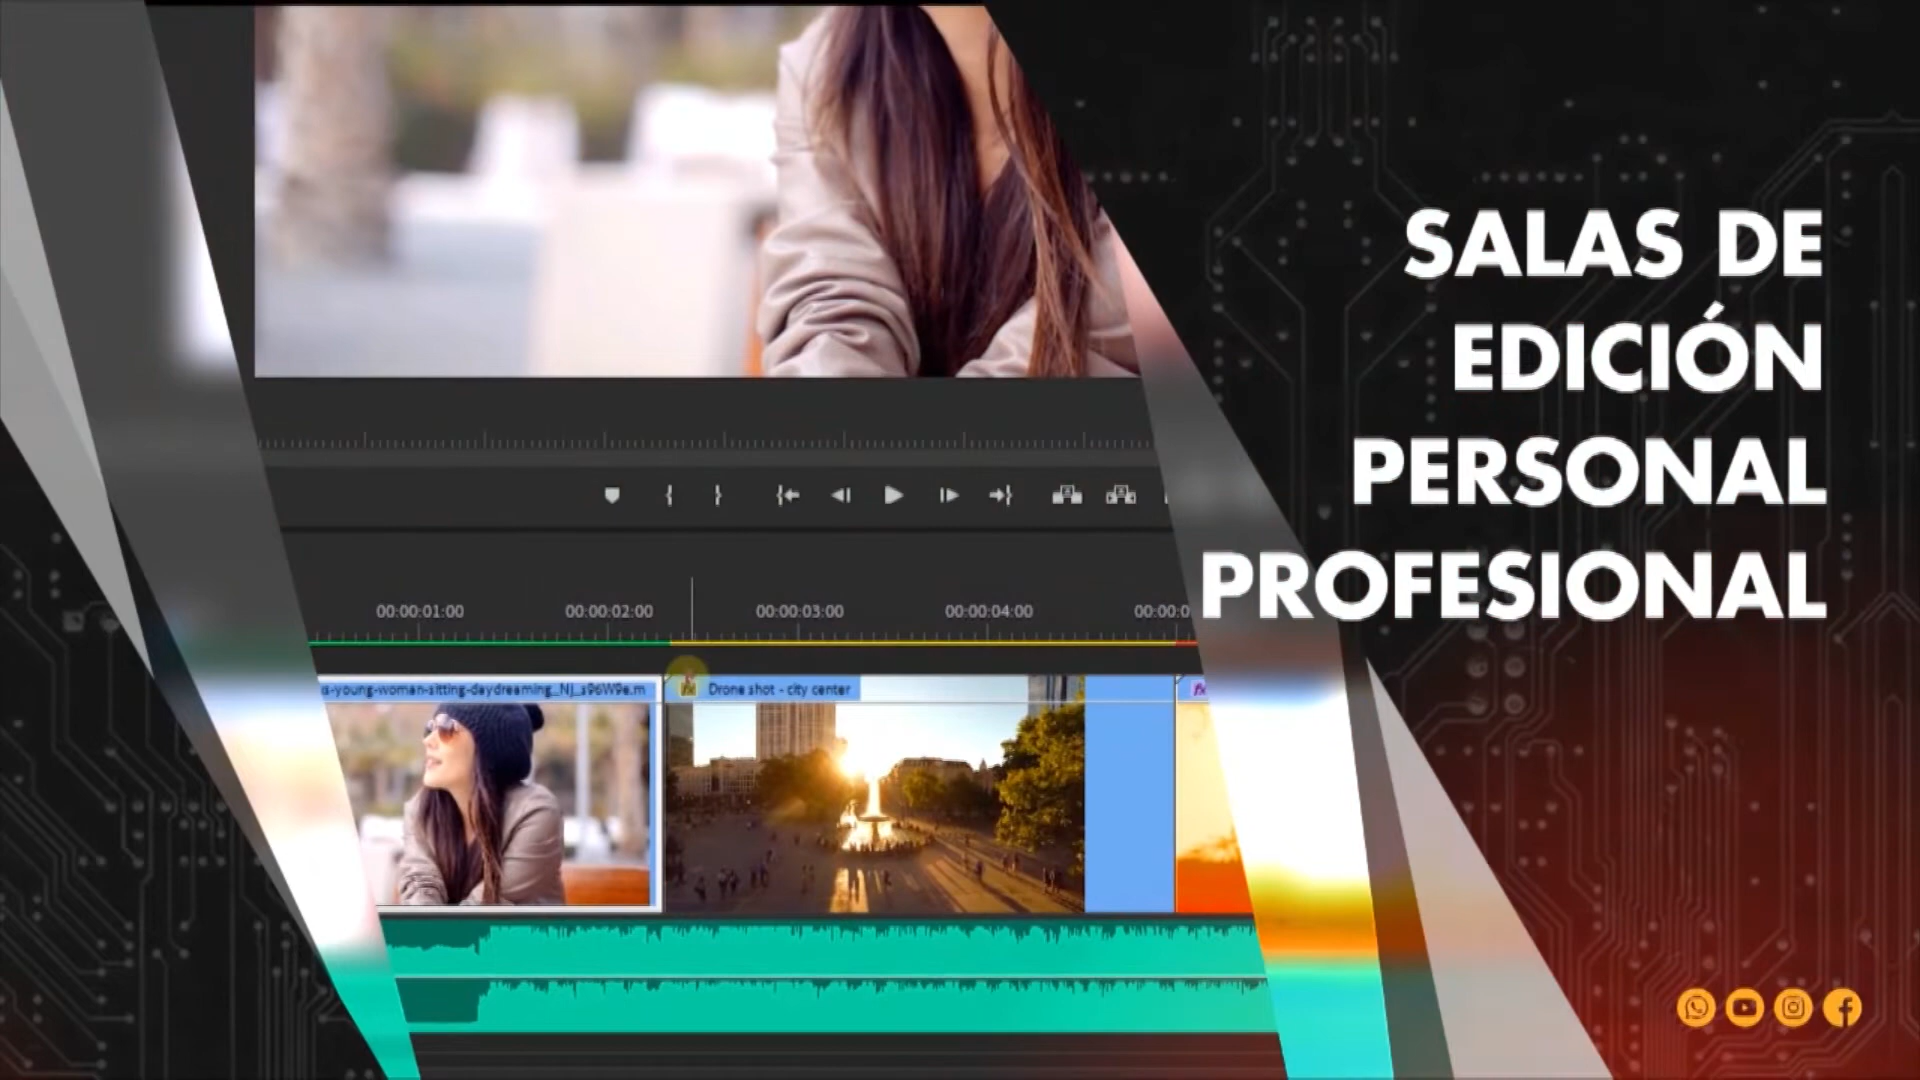 SALAS DE
EDICIÓN
PERSONAL
PROFESIONAL
00:00:01:00 00:00:02:00 00:00:03:00 00:00:04:00
Drone shot - city center